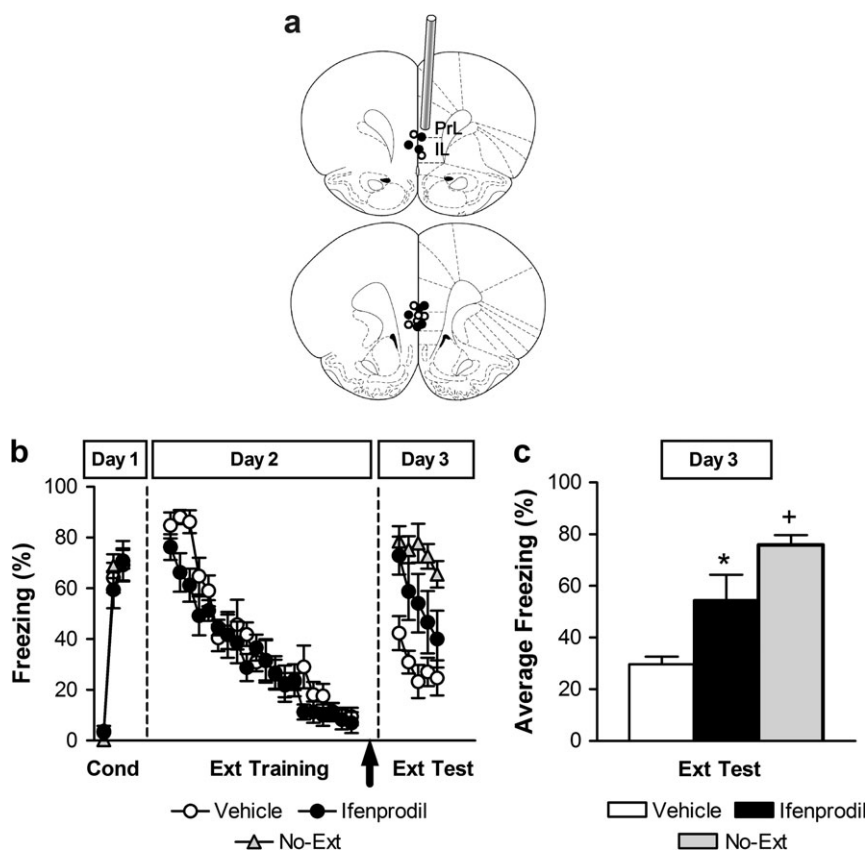 a
PrL
IL
b
Day 1
Day 2
Day 3
Freezing (%)
100
80
60
40
20
0
Cond
Ext Training
Ext Test
Vehicle
Ifenprodil
No-Ext
c
Day 3
Average Freezing (%)
100
80
60
40
20
0
*
+
Ext Test
Vehicle
Ifenprodil
No-Ext